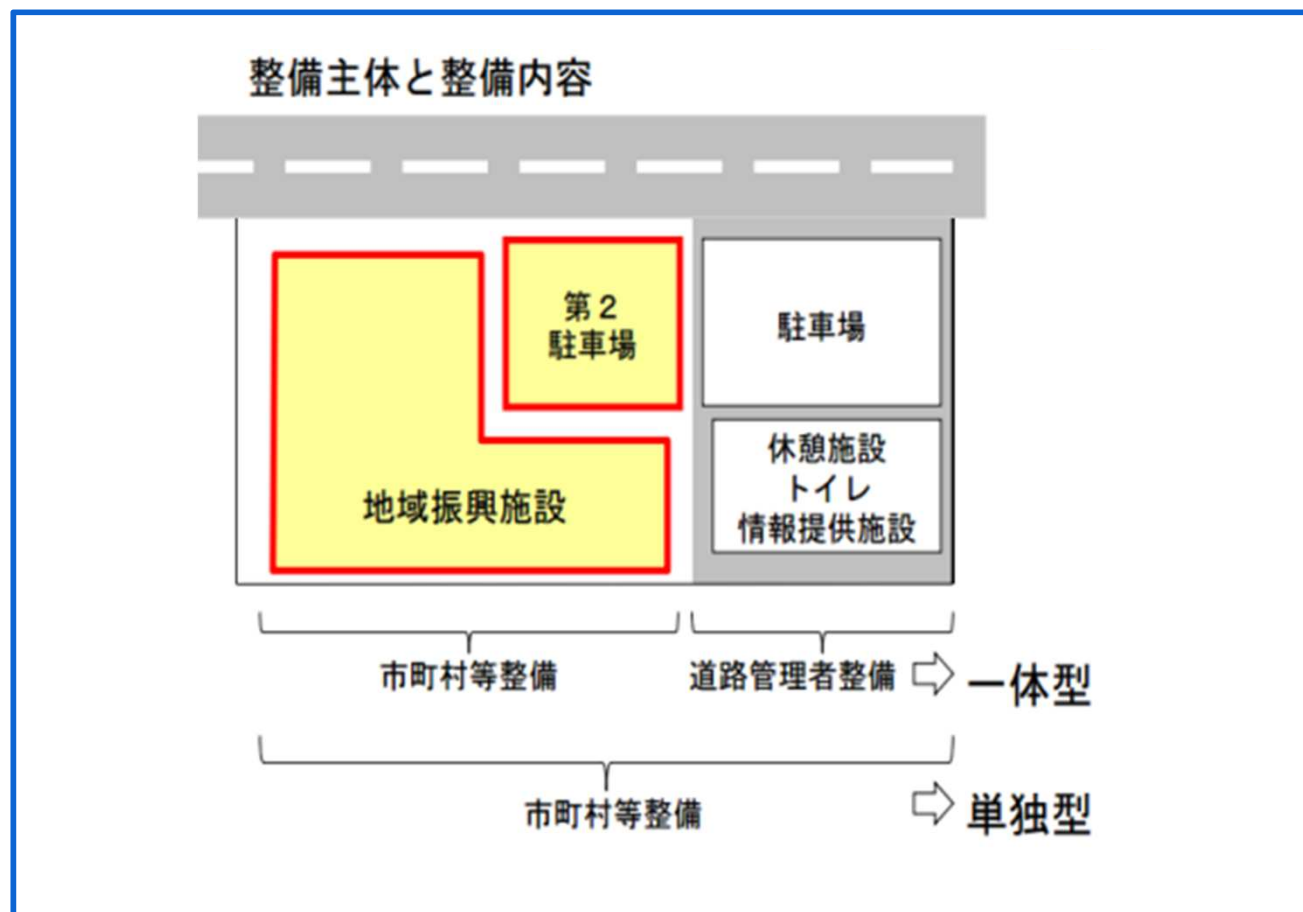 整備主体と整備内容
第２
駐車場
駐車場
休憩施設
トイレ
情報提供施設
地域振興施設
市町村等整備
道路管理者整備
一体型
市町村等整備
単独型